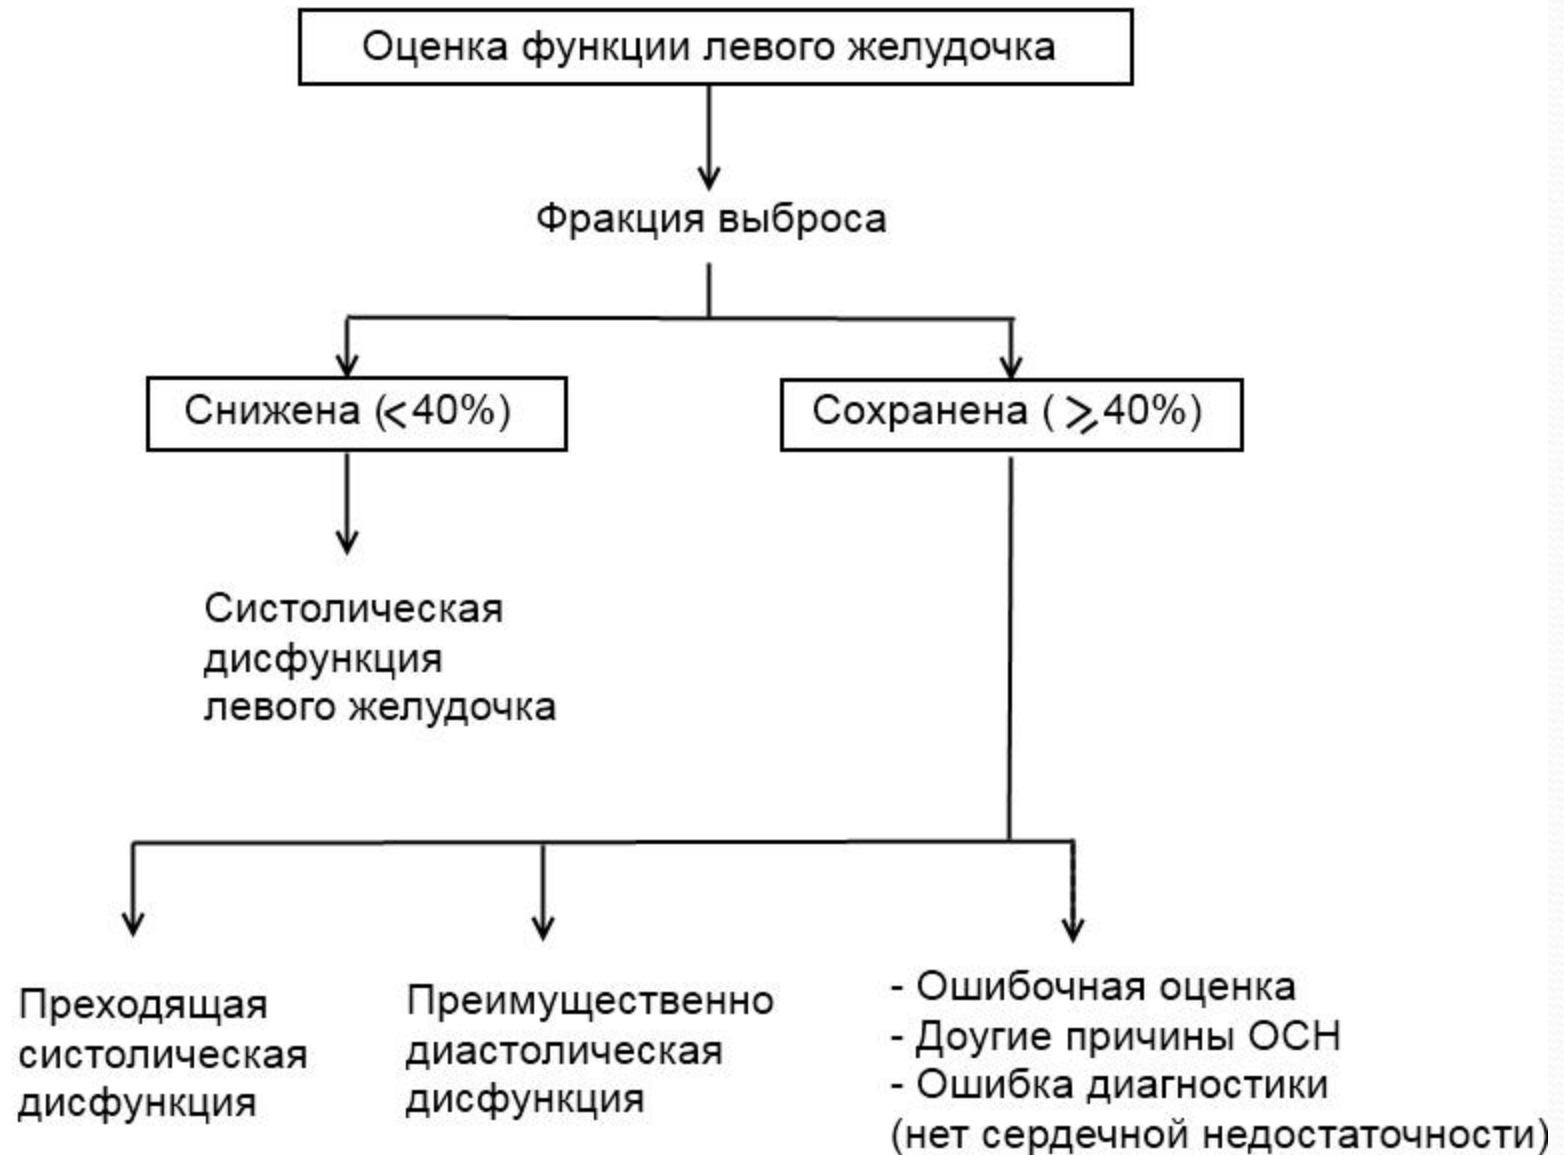 Оценка функции левого желудочка
Фракция выброса
Снижена (<40%)
Сохранена ( ⩾ 40%)
Систолическая
дисфункция
левого желудочка
Преходящая
систолическая
дисфункция
Преимущественно
диастолическая
дисфункция
- Ошибочная оценка
- Доугие причины ОСН
- Ошибка диагностики
(нет сердечной недостаточности)